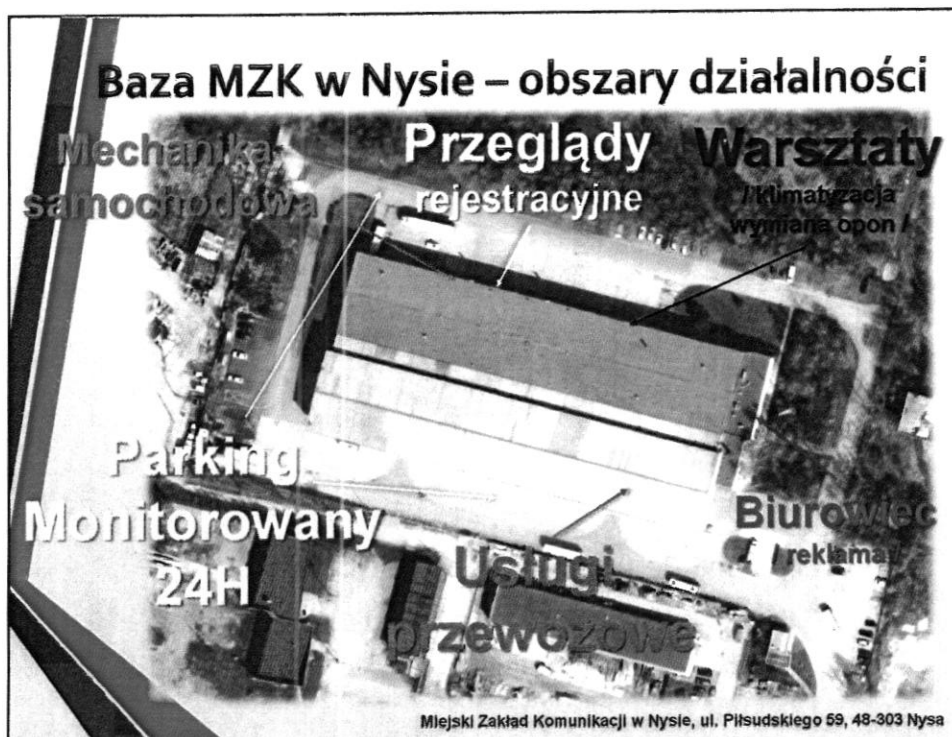 Baza MZK w Nysie – obszary działalności
Mechanika
samochodowa
Przeglądy
rejestracyjne
Warsztaty
/ klimatyzacja
wymiana opon /
Parking
Monitorowany
24H
Usługi
przewozowe
Biurowiec
/ reklama /
Miejski Zakład Komunikacji w Nysie, ul. Piłsudskiego 59, 48-303 Nysa